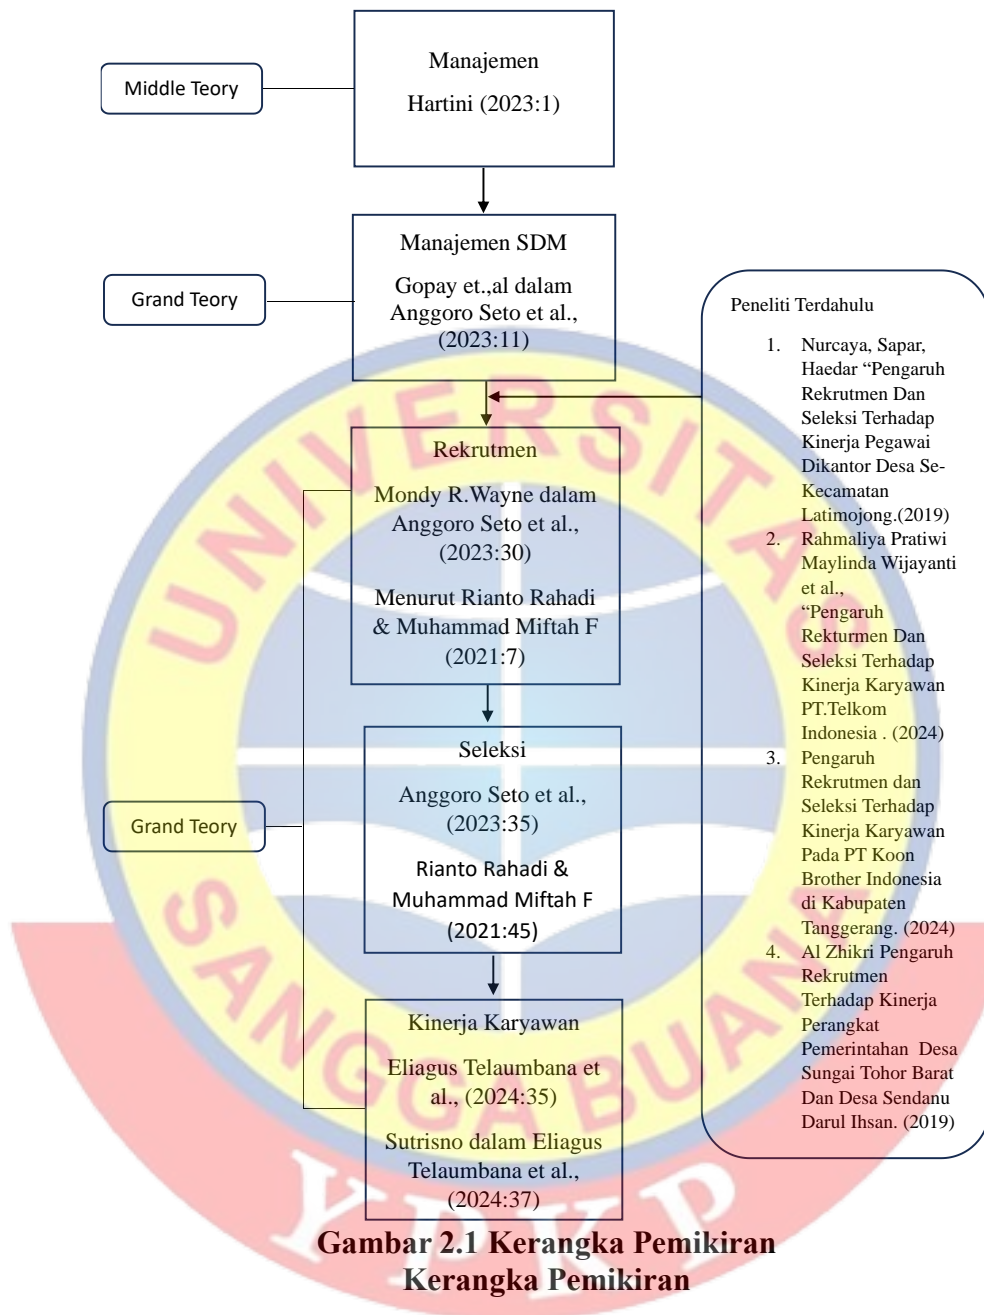 Middle Teory
Manajemen
Hartini (2023:1)
Grand Teory
Manajemen SDM
Gopay et.,al dalam
Anggoro Seto et al.,
(2023:11)
Rekrutmen
Mondy R.Wayne dalam
Anggoro Seto et al.,
(2023:30)
Menurut Rianto Rahadi
& Muhammad Miftah F
(2021:7)
Grand Teory
Seleksi
Anggoro Seto et al.,
(2023:35)
Rianto Rahadi &
Muhammad Miftah F
(2021:45)
Kinerja Karyawan
Eliagus Telaumbana et
al., (2024:35)
Sutrisno dalam Eliagus
Telaumbana et al.,
(2024:37)
Peneliti Terdahulu
1. Nurcaya, Sapar,
Haedar “Pengaruh
Rekrutmen Dan
Seleksi Terhadap
Kinerja Pegawai
Dikantor Desa Se-
Kecamatan
Latimojong.(2019)
2. Rahmaliya Pratiwi
Maylinda Wijayanti
et al.,
“Pengaruh
Rekturmen Dan
Seleksi Terhadap
Kinerja Karyawan
PT.Telkom
Indonesia . (2024)
3. Pengaruh
Rekrutmen dan
Seleksi Terhadap
Kinerja Karyawan
Pada PT Koon
Brother Indonesia
di Kabupaten
Tanggerang. (2024)
4. Al Zhikri Pengaruh
Rekrutmen
Terhadap Kinerja
Perangkat
Pemerintahan Desa
Sungai Tohor Barat
Dan Desa Sendanu
Darul Ihsan. (2019)
UNIVERSITAS
SANGGA BUANA
YPKP
Gambar 2.1 Kerangka Pemikiran
Kerangka Pemikiran